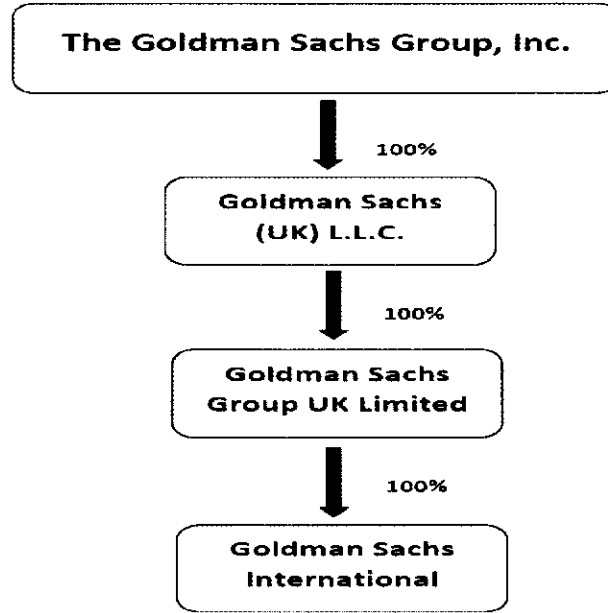 The Goldman Sachs Group, Inc.
100%
Goldman Sachs
(UK) L.L.C.
100%
Goldman Sachs
Group UK Limited
100%
Goldman Sachs
International